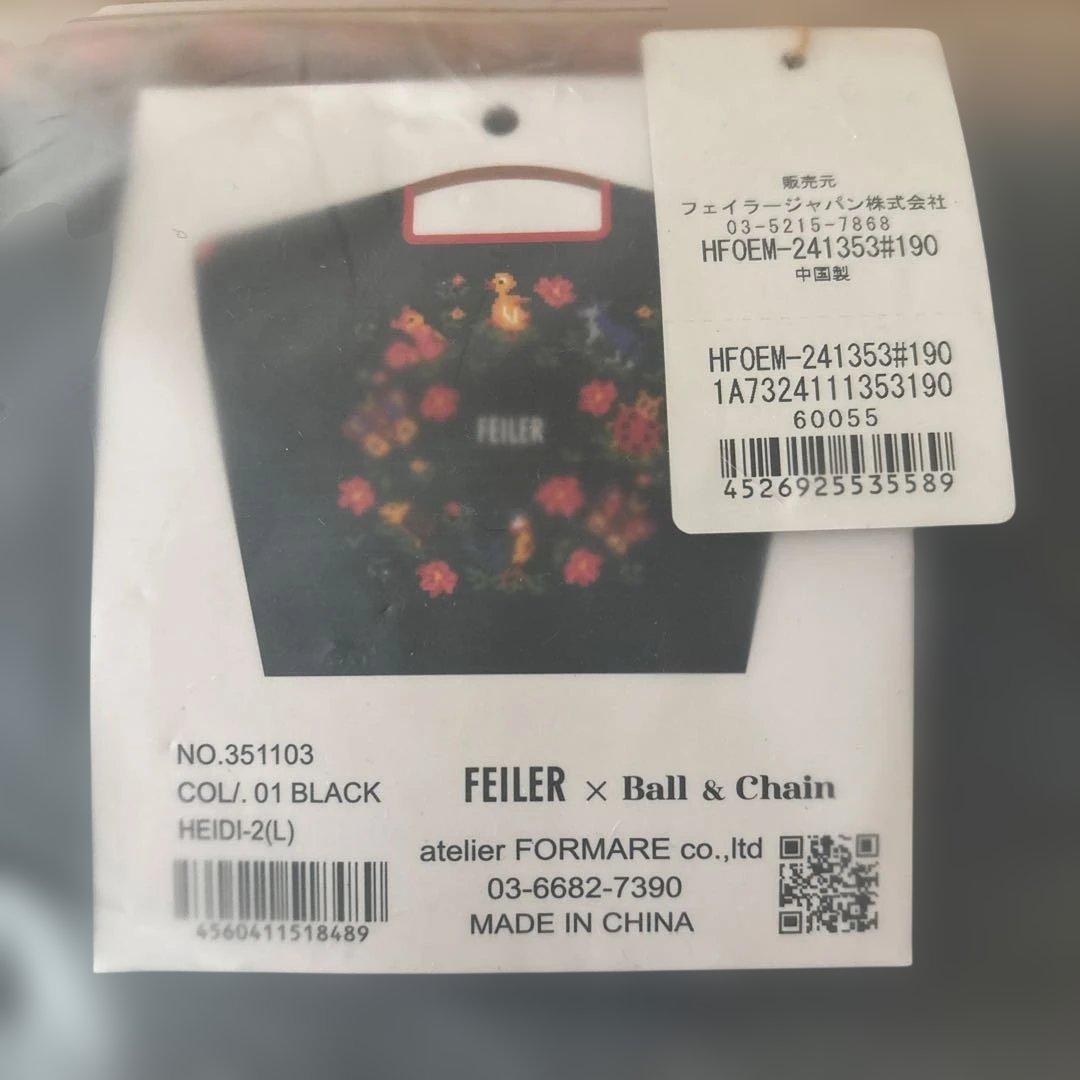 販売元
フェイラージャパン株式会社
03-5215-7868
HFOEM-241353#190
中国製
HFOEM-241353#190
1A7324111353190
60055
4526925535589
FEILER
NO.351103
COL/. 01 BLACK
HEIDI-2(L)
4560411518489
FEILER × Ball & Chain
atelier FORMARE co.,ltd
03-6682-7390
MADE IN CHINA